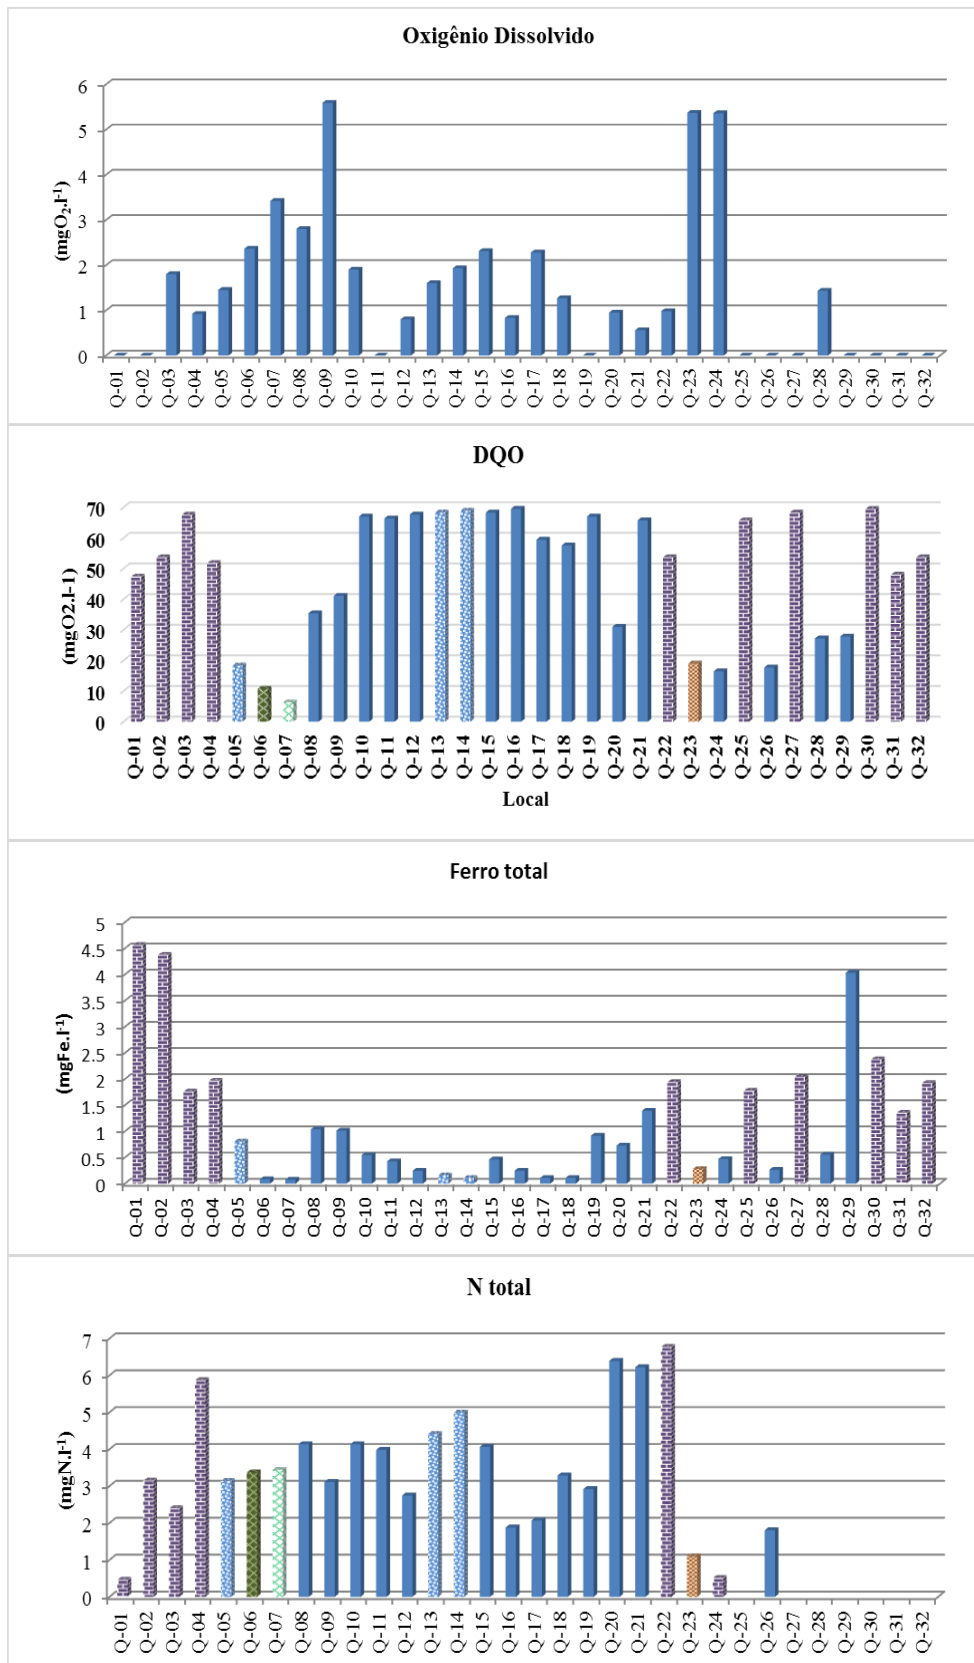 Oxigênio Dissolvido
(mgO₂.l⁻¹)
6
5
4
3
2
1
0
Q-01 Q-02 Q-03 Q-04 Q-05 Q-06 Q-07 Q-08 Q-09 Q-10 Q-11 Q-12 Q-13 Q-14 Q-15 Q-16 Q-17 Q-18 Q-19 Q-20 Q-21 Q-22 Q-23 Q-24 Q-25 Q-26 Q-27 Q-28 Q-29 Q-30 Q-31 Q-32
DQO
(mgO2.l-1)
70
60
50
40
30
20
10
0
Q-01 Q-02 Q-03 Q-04 Q-05 Q-06 Q-07 Q-08 Q-09 Q-10 Q-11 Q-12 Q-13 Q-14 Q-15 Q-16 Q-17 Q-18 Q-19 Q-20 Q-21 Q-22 Q-23 Q-24 Q-25 Q-26 Q-27 Q-28 Q-29 Q-30 Q-31 Q-32
Local
Ferro total
(mgFe.l⁻¹)
5
4.5
4
3.5
3
2.5
2
1.5
1
0.5
0
Q-01 Q-02 Q-03 Q-04 Q-05 Q-06 Q-07 Q-08 Q-09 Q-10 Q-11 Q-12 Q-13 Q-14 Q-15 Q-16 Q-17 Q-18 Q-19 Q-20 Q-21 Q-22 Q-23 Q-24 Q-25 Q-26 Q-27 Q-28 Q-29 Q-30 Q-31 Q-32
N total
(mgN.l⁻¹)
7
6
5
4
3
2
1
0
Q-01 Q-02 Q-03 Q-04 Q-05 Q-06 Q-07 Q-08 Q-09 Q-10 Q-11 Q-12 Q-13 Q-14 Q-15 Q-16 Q-17 Q-18 Q-19 Q-20 Q-21 Q-22 Q-23 Q-24 Q-25 Q-26 Q-27 Q-28 Q-29 Q-30 Q-31 Q-32